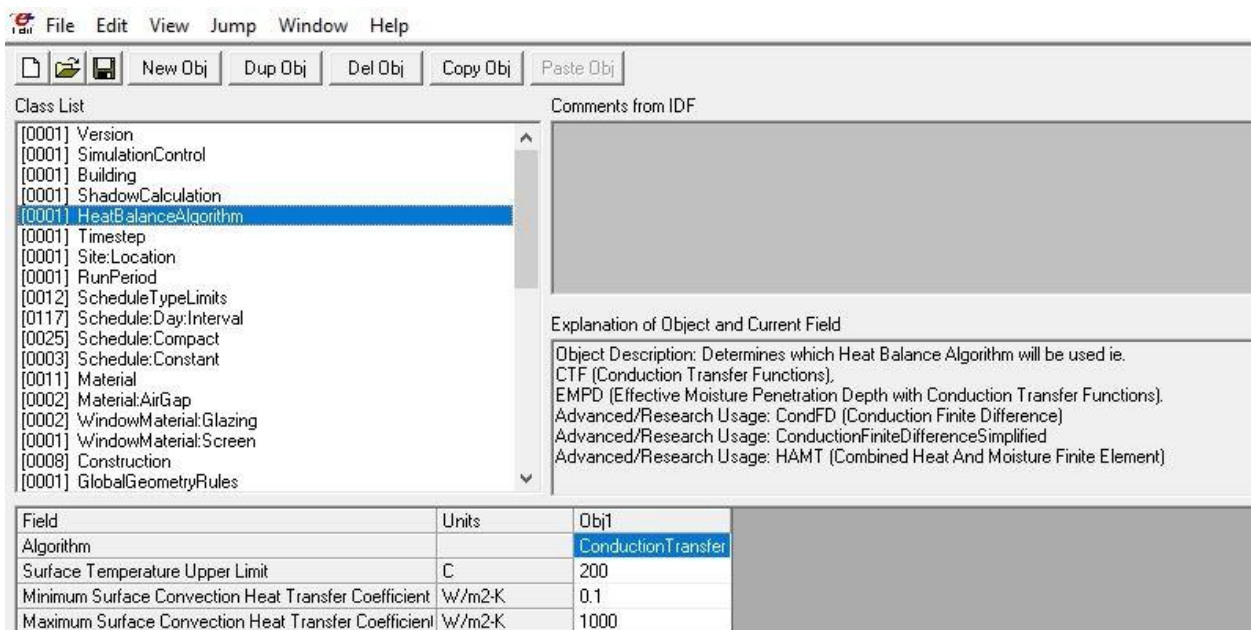 File Edit View Jump Window Help
New Obj Dup Obj Del Obj Copy Obj Paste Obj
Class List
[0001] Version
[0001] SimulationControl
[0001] Building
[0001] ShadowCalculation
[0001] HeatBalanceAlgorithm
[0001] Timestep
[0001] Site:Location
[0001] RunPeriod
[0012] ScheduleTypeLimits
[0117] Schedule:Day:Interval
[0025] Schedule:Compact
[0003] Schedule:Constant
[0011] Material
[0002] Material:AirGap
[0002] WindowMaterial:Glazing
[0001] WindowMaterial:Screen
[0008] Construction
[0001] GlobalGeometryRules
Comments from IDF
Explanation of Object and Current Field
Object Description: Determines which Heat Balance Algorithm will be used ie.
CTF (Conduction Transfer Functions),
EMPD (Effective Moisture Penetration Depth with Conduction Transfer Functions).
Advanced/Research Usage: CondFD (Conduction Finite Difference)
Advanced/Research Usage: ConductionFiniteDifferenceSimplified
Advanced/Research Usage: HAMT (Combined Heat And Moisture Finite Element)
Field Units Obj1
Algorithm ConductionTransfer
Surface Temperature Upper Limit C 200
Minimum Surface Convection Heat Transfer Coefficient W/m2-K 0.1
Maximum Surface Convection Heat Transfer Coefficient W/m2-K 1000